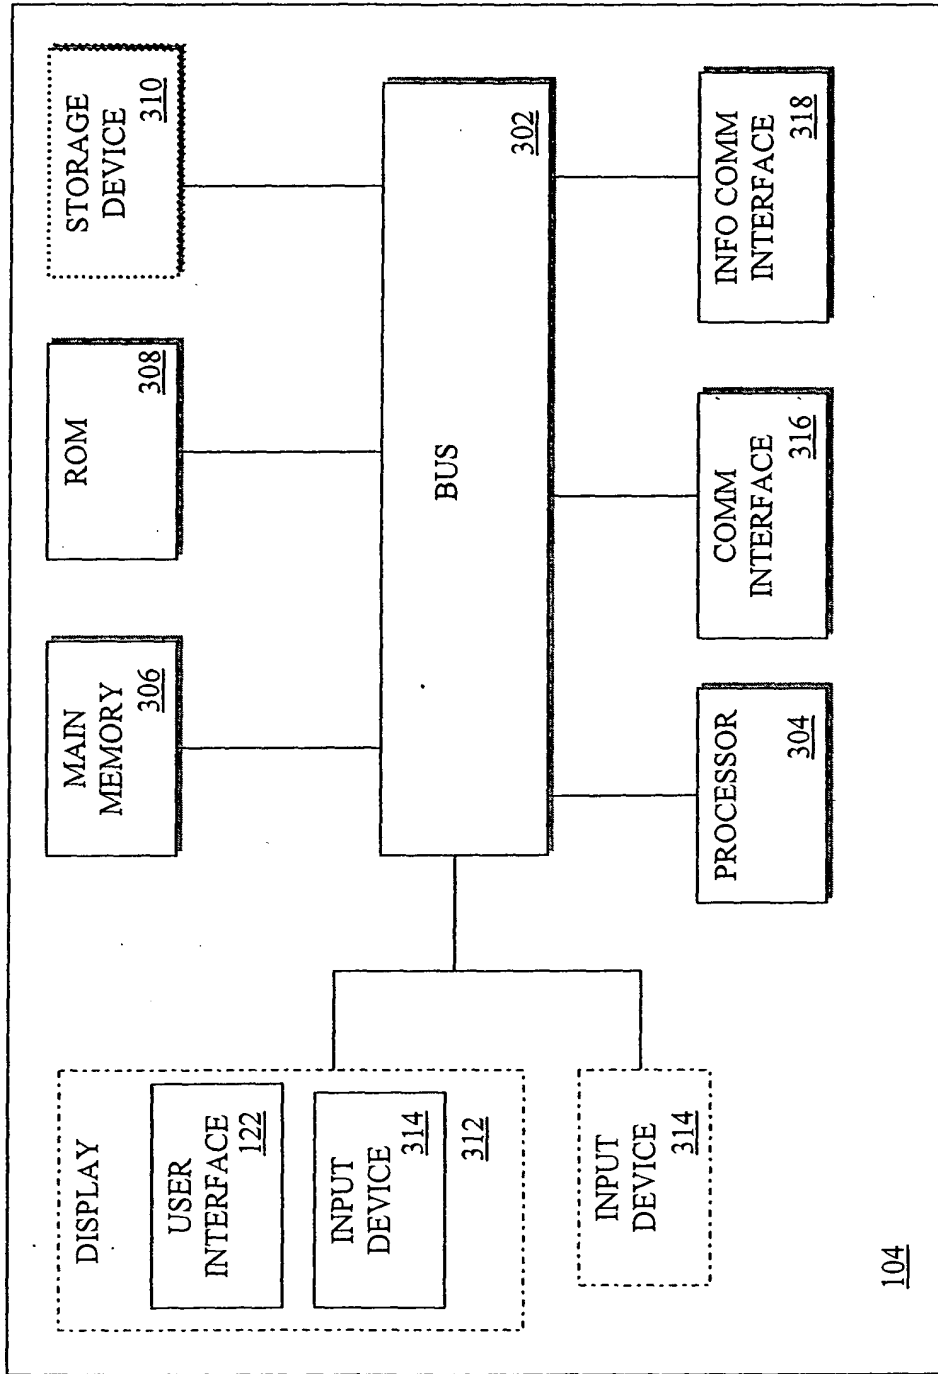 DISPLAY
USER
INTERFACE
122
INPUT
DEVICE
314
312
INPUT
DEVICE
314
104
MAIN
MEMORY
306
ROM
308
STORAGE
DEVICE
310
BUS
302
PROCESSOR
304
COMM
INTERFACE
316
INFO COMM
INTERFACE
318